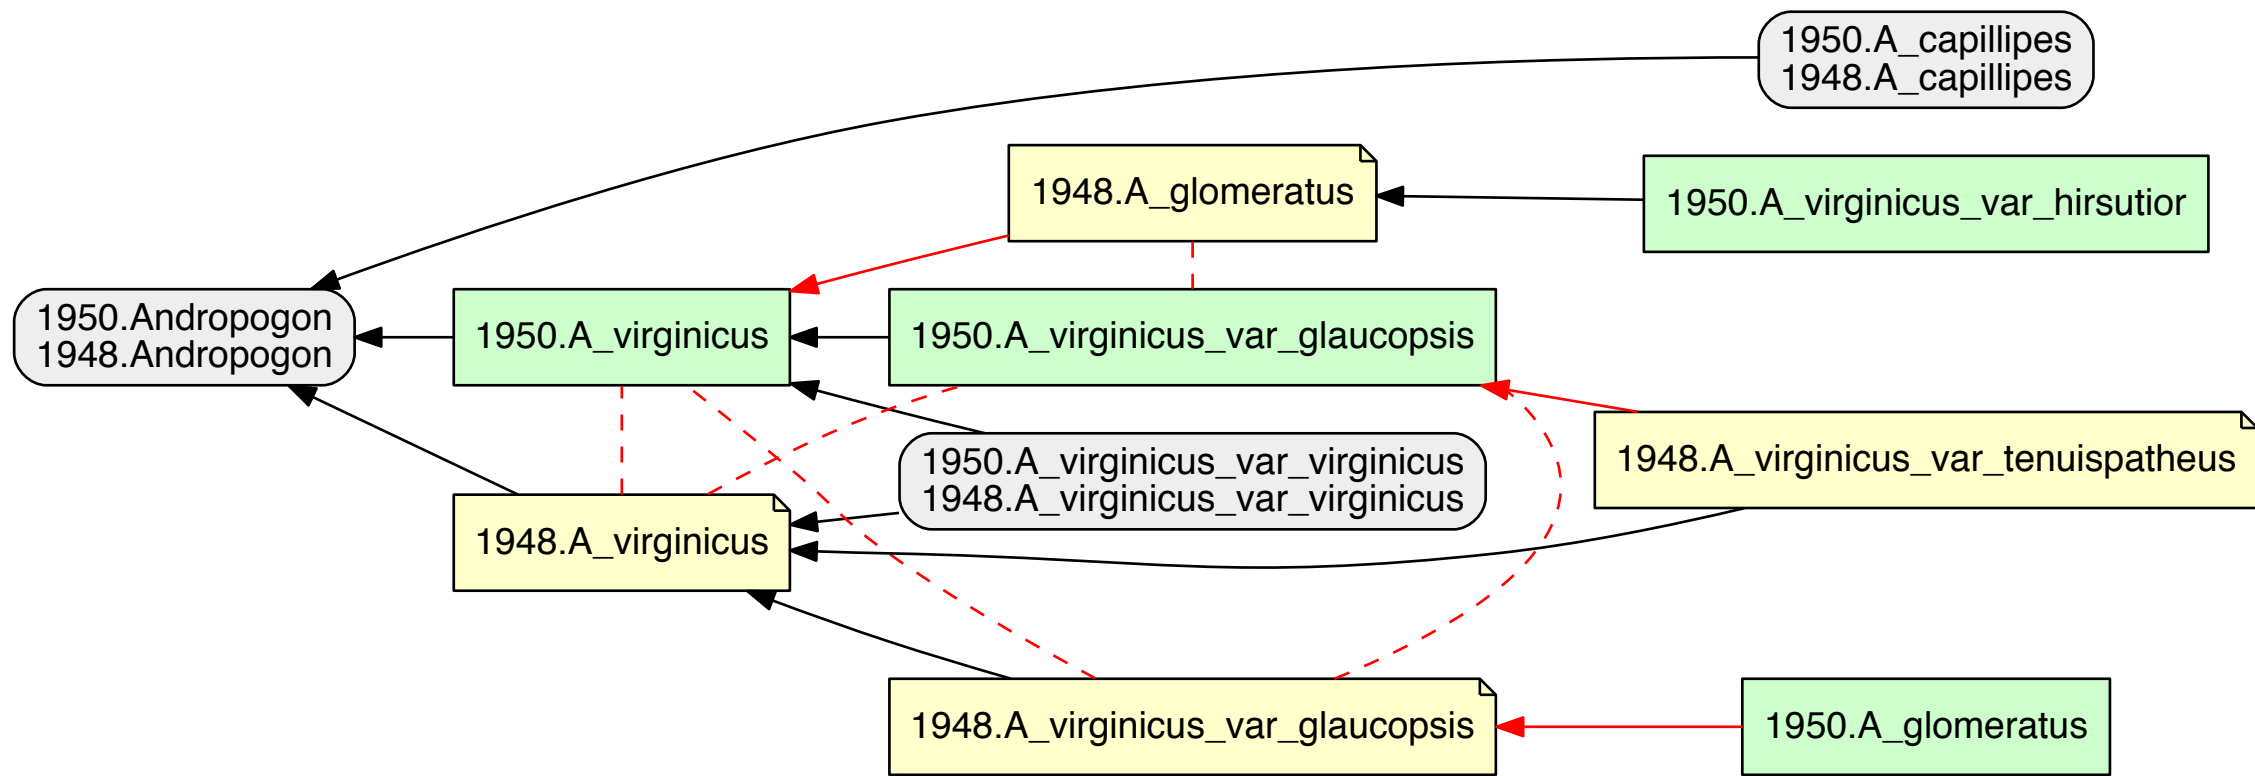 1950.A_capillipes
1948.A_capillipes
1948.A_glomeratus
1950.A_virginicus_var_hirsutior
1950.Andropogon
1948.Andropogon
1950.A_virginicus
1950.A_virginicus_var_glaucopsis
1950.A_virginicus_var_virginicus
1948.A_virginicus_var_virginicus
1948.A_virginicus_var_tenuispatheus
1948.A_virginicus
1948.A_virginicus_var_glaucopsis
1950.A_glomeratus